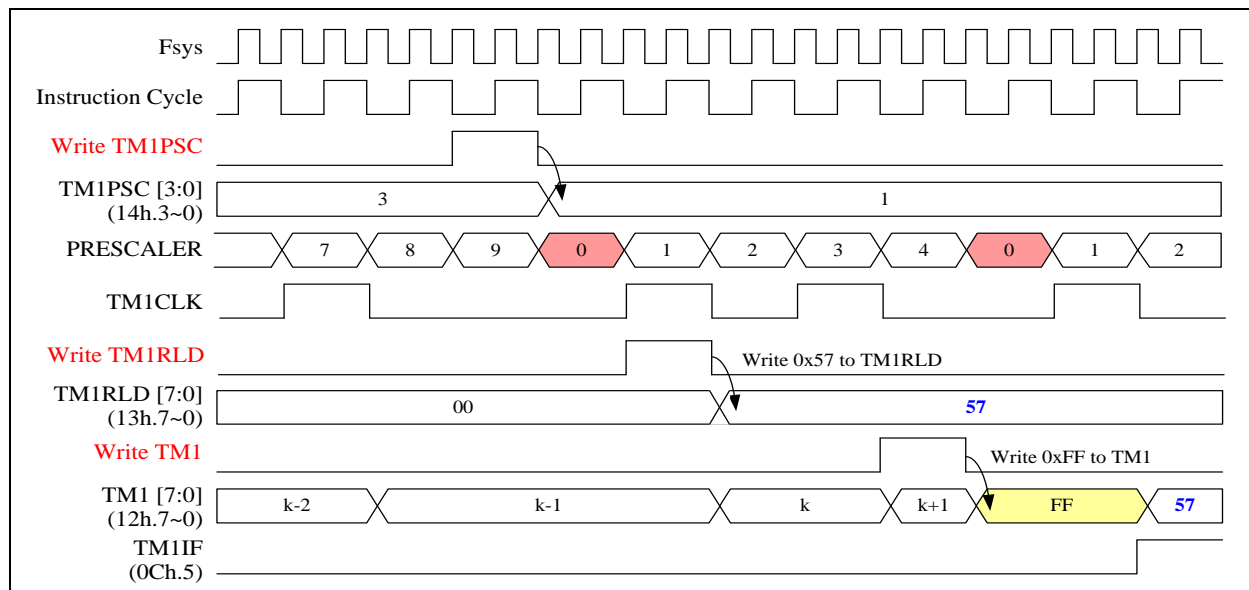 Fsys
Instruction Cycle
Write TM1PSC
TM1PSC [3:0]
(14h.3~0)
3
1
PRESCALER
7 8 9 0 1 2 3 4 0 1 2
TM1CLK
Write TM1RLD
Write 0x57 to TM1RLD
TM1RLD [7:0]
(13h.7~0)
00
57
Write TM1
Write 0xFF to TM1
TM1 [7:0]
(12h.7~0)
k-2 k-1 k k+1 FF 57
TM1IF
(0Ch.5)